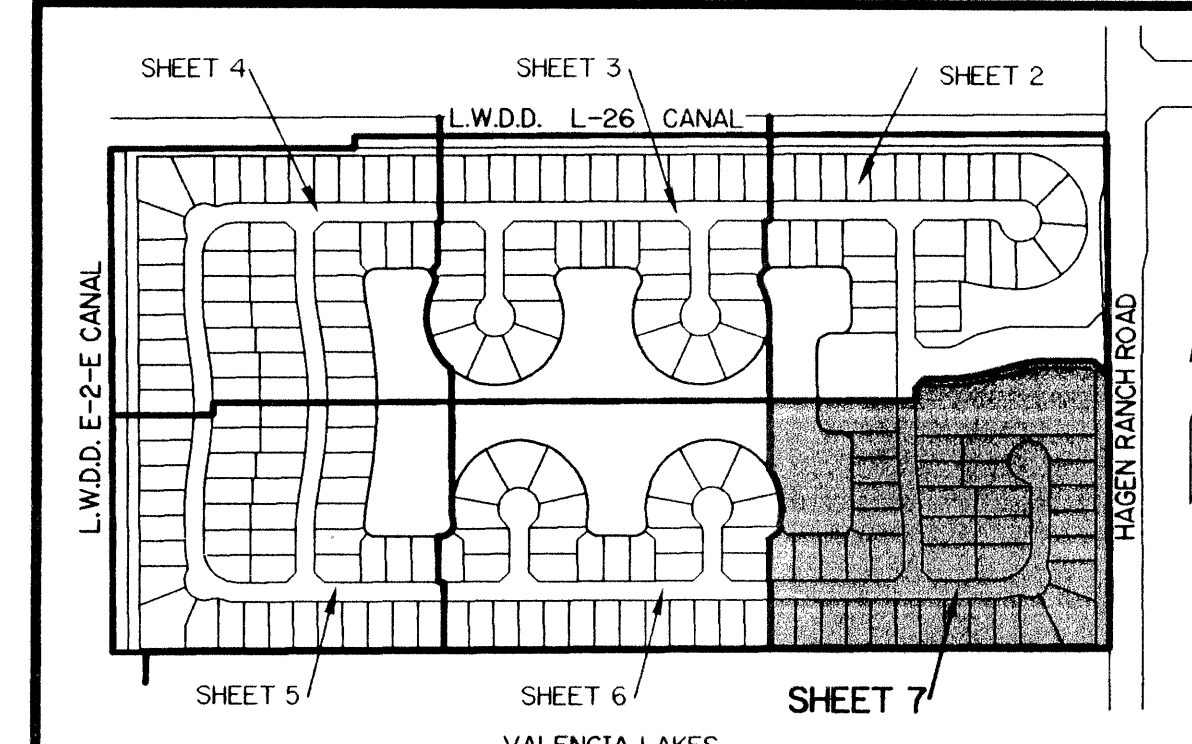 SHEET 4
SHEET 3
SHEET 2
L.W.D.D. L-26 CANAL
L.W.D.D. E-2-E CANAL
HAGEN RANCH ROAD
SHEET 5
SHEET 6
SHEET 7
VALENCIA LAKES